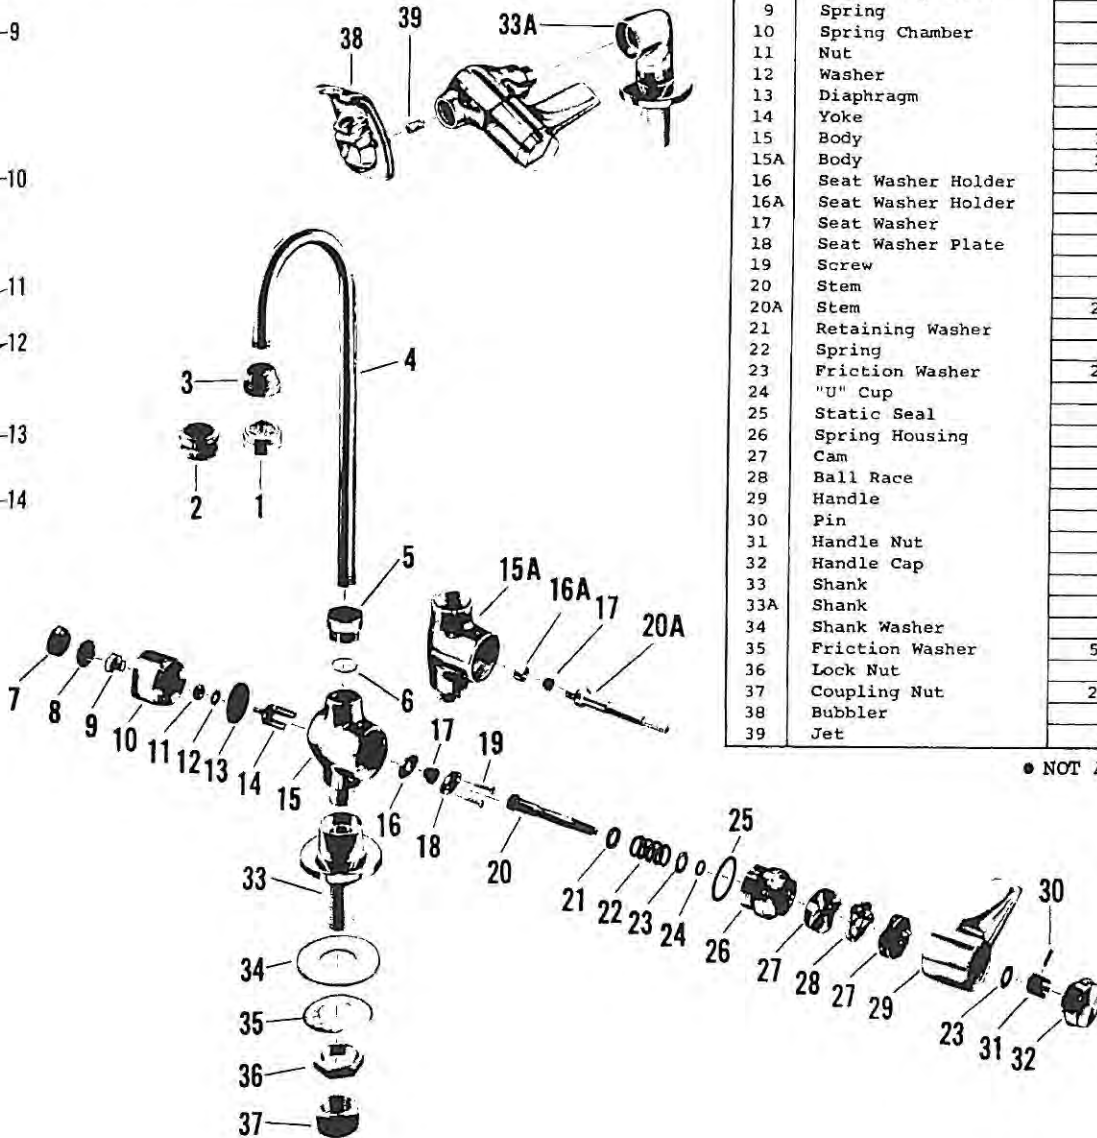 9 Spring
10 Spring Chamber
11 Nut
12 Washer
13 Diaphragm
14 Yoke
15 Body
15A Body
16 Seat Washer Holder
16A Seat Washer Holder
17 Seat Washer
18 Seat Washer Plate
19 Screw
20 Stem
20A Stem 2
21 Retaining Washer
22 Spring
23 Friction Washer 2
24 "U" Cup
25 Static Seal
26 Spring Housing
27 Cam
28 Ball Race
29 Handle
30 Pin
31 Handle Nut
32 Handle Cap
33 Shank
33A Shank
34 Shank Washer
35 Friction Washer 5
36 Lock Nut
37 Coupling Nut 2
38 Bubbler
39 Jet
● NOT
-9
-10
-11
-12
-13
-14
38
39
33A
3
4
2
1
5
15A
16A
17
20A
6
7
8
9
10
11
12
13
14
15
16
17
18
19
20
21
22
23
24
25
26
27
28
27
29
30
23
31
32
33
34
35
36
37